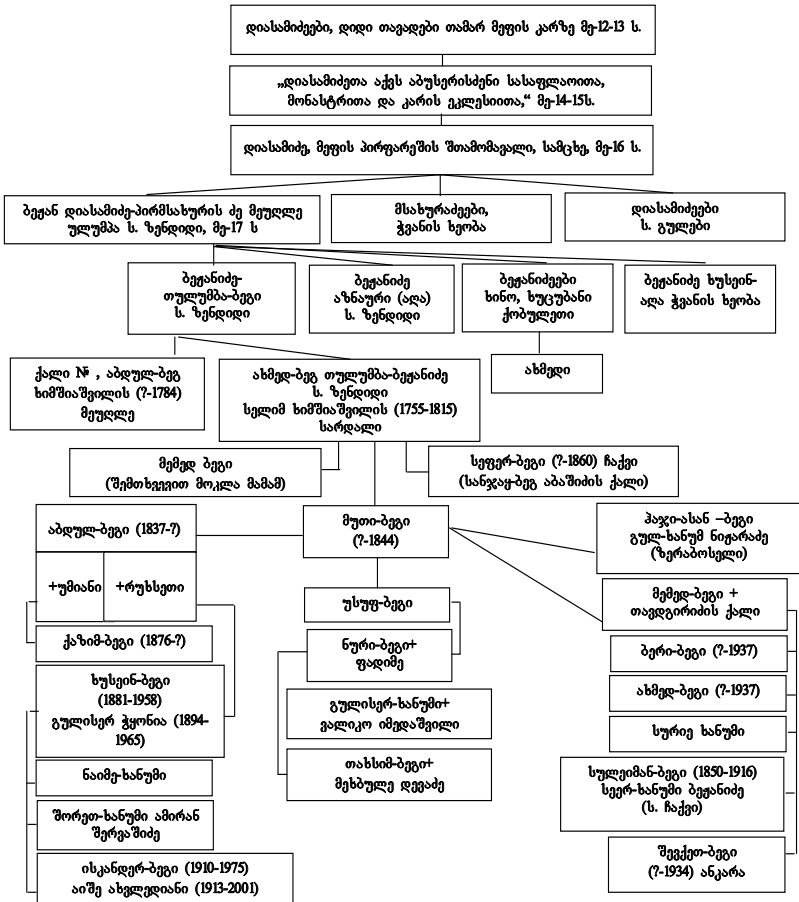 დიასამიძეები, დიდი თავადები თამარ მეფის კარზე მე-12-13 ს.
„დიასამიძეთა აქვს აბუსერისძენი სასაფლაოითა,
მონასტრითა და კარის ეკლესიითა,“ მე-14-15ს.
დიასამიძე, მეფის პირფარეშის შთამომავალი, სამცხე, მე-16 ს.
ბეჟან დიასამიძე-პირმსახურის ძე მეუღლე
ულუმპა ს. ზენდიდი, მე-17 ს
მსახურაძეები,
ჭვანის ხეობა
დიასამიძეები
ს. გულები
ბეჟანიძე-
თულუმბა-ბეგი
ს. ზენდიდი
ბეჟანიძე
აზნაური (აღა)
ს. ზენდიდი
ბეჟანიძეები
ხინო, ხუცუბანი
ქობულეთი
ბეჟანიძე ხუსეინ-
აღა ჭვანის ხეობა
ქალი № , აბდულ-ბეგ
ხიმშიაშვილის (?-1784)
მეუღლე
ახმედ-ბეგ თულუმბა-ბეჟანიძე
ს. ზენდიდი
სელიმ ხიმშიაშვილის (1755-1815)
სარდალი
ახმედი
მემედ ბეგი
(შემთხვევით მოკლა მამამ)
სეფერ-ბეგი (?-1860) ჩაქვი
(სანჯაყ-ბეგ აბაშიძის ქალი)
აბდულ-ბეგი (1837-?)
მუთი-ბეგი
(?-1844)
ჰაჯი-ასან –ბეგი
გულ-ხანუმ ნიჟარაძე
(ზერაბოსელი)
+უმიანი
+რუხსეთი
უსუფ-ბეგი
მემედ-ბეგი +
თავდგირიძის ქალი
ქაზიმ-ბეგი (1876-?)
ნური-ბეგი+
ფადიმე
ბერი-ბეგი (?-1937)
ხუსეინ-ბეგი
(1881-1958)
გულისერ ჭყონია (1894-
1965)
გულისერ-ხანუმი+
ვალიკო იმედაშვილი
ახმედ-ბეგი (?-1937)
სურიე ხანუმი
ნაიმე-ხანუმი
თახსიმ-ბეგი+
მეხბულე დევაძე
სულეიმან-ბეგი (1850-1916)
სეერ-ხანუმი ბეჟანიძე
(ს. ჩაქვი)
შორეთ-ხანუმი ამირან
შერვაშიძე
შევქეთ-ბეგი
(?-1934) ანკარა
ისკანდერ-ბეგი (1910-1975)
აიშე ახვლედიანი (1913-2001)